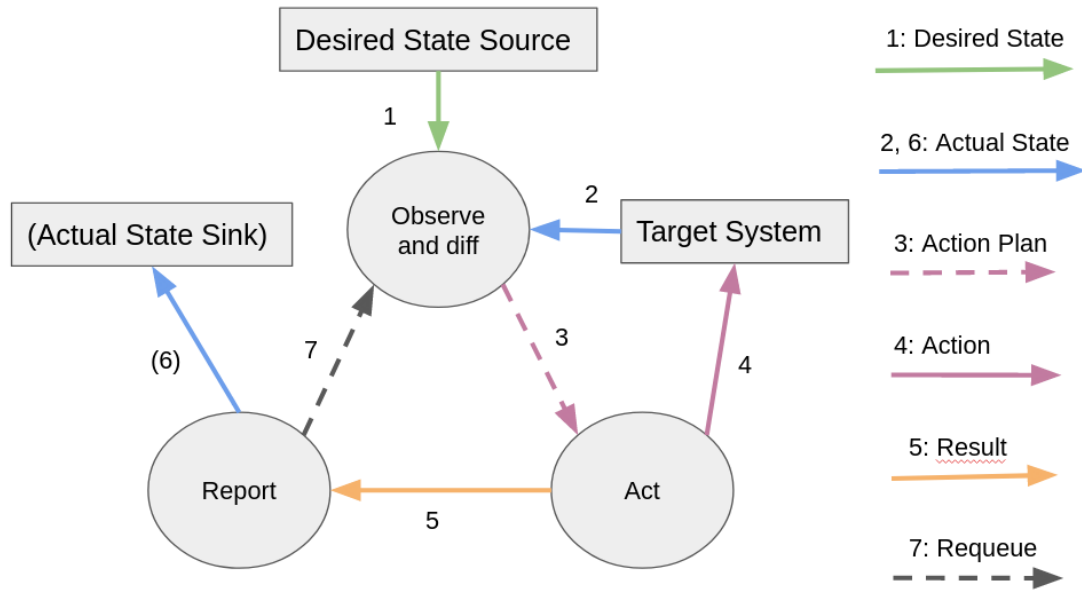 Desired State Source
1: Desired State
1
2, 6: Actual State
2
Observe
and diff
(Actual State Sink)
Target System
3: Action Plan
3
7
(6)
4
4: Action
5: Result
Report
Act
5
7: Requeue